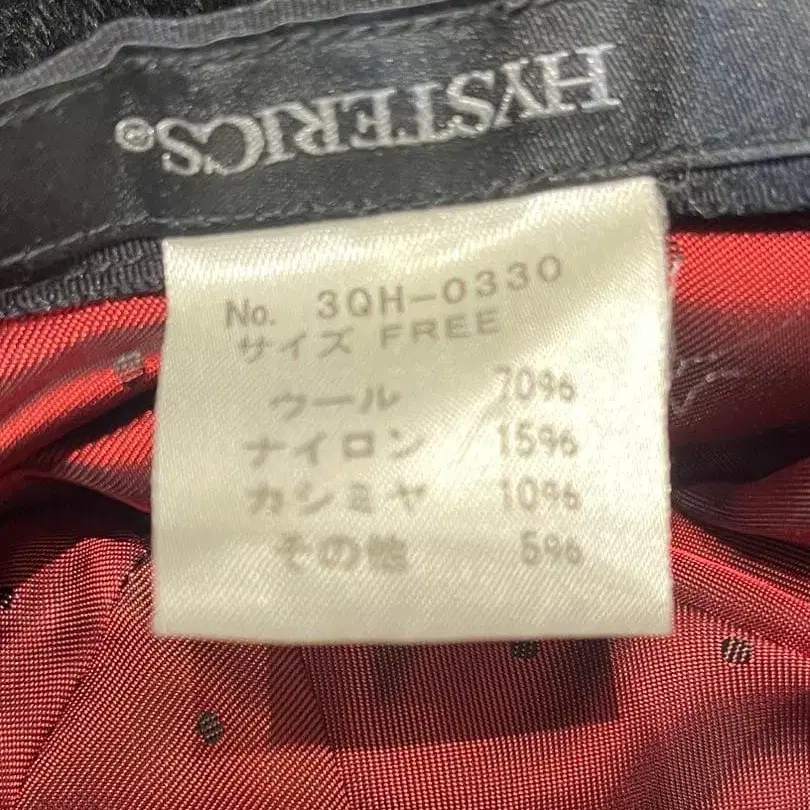 HYSTERICS®
No. 3QH-0330
サイズ FREE
ウール 70%
ナイロン 15%
カシミヤ 10%
その他 5%